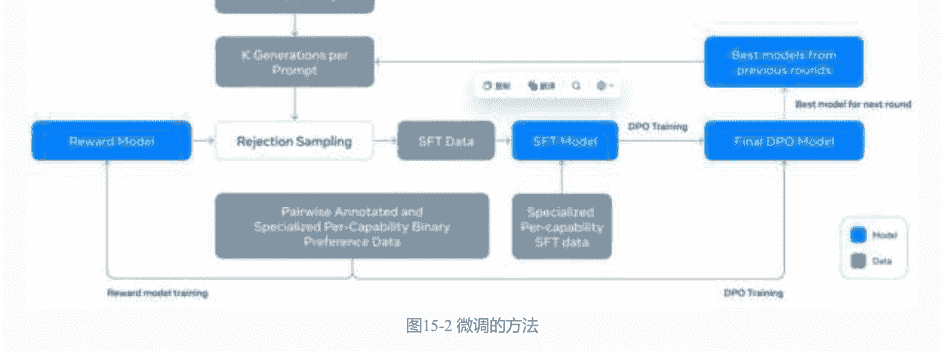 K Generations per
Prompt
Best models from
previous rounds
Best model for next round
DPO Training
Reward Model
Rejection Sampling
SFT Data
SFT Model
Final DPO Model
Pairwise Annotated and
Specialized Per-Capability Binary
Preference Data
Specialized
Per-capability
SFT data
Model
Data
Reward model training
DPO Training
图15-2 微调的方法